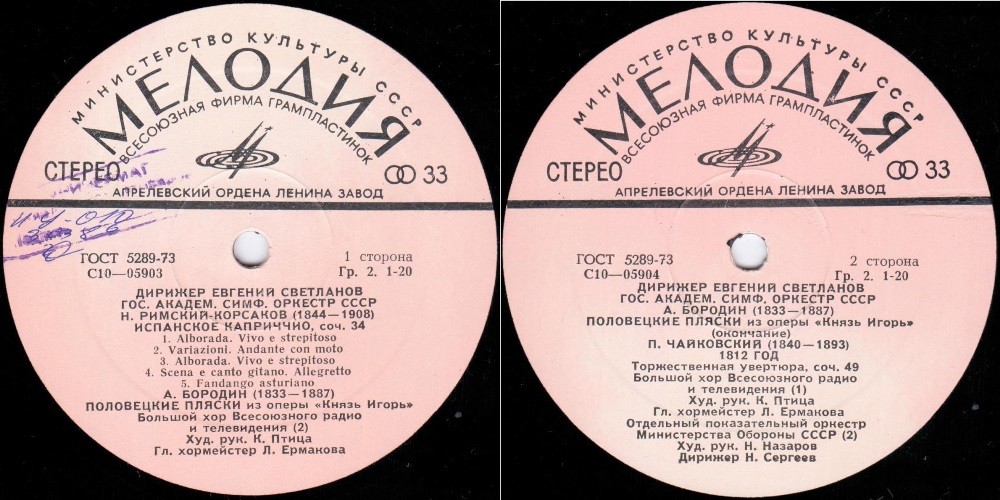 МИНИСТЕРСТВО КУЛЬТУРЫ СССР
МЕЛОДИЯ
ВСЕСОЮЗНАЯ ФИРМА ГРАМПЛАСТИНОК
СТЕРЕО
33
АПРЕЛЕВСКИЙ ОРДЕНА ЛЕНИНА ЗАВОД
ГОСТ 5289-73
1 сторона
С10—05903
Гр. 2. 1-20
ДИРИЖЕР ЕВГЕНИЙ СВЕТЛАНОВ
ГОС. АКАДЕМ. СИМФ. ОРКЕСТР СССР
Н. РИМСКИЙ-КОРСАКОВ (1844—1908)
ИСПАНСКОЕ КАПРИЧЧИО, соч. 34
1. Alborada. Vivo e strepitoso
2. Variazioni. Andante con moto
3. Alborada. Vivo e strepitoso
4. Scena e canto gitano. Allegretto
5. Fandango asturiano
А. БОРОДИН (1833—1887)
ПОЛОВЕЦКИЕ ПЛЯСКИ из оперы «Князь Игорь»
Большой хор Всесоюзного радио
и телевидения (2)
Худ. рук. К. Птица
Гл. хормейстер Л. Ермакова
МИНИСТЕРСТВО КУЛЬТУРЫ СССР
МЕЛОДИЯ
ВСЕСОЮЗНАЯ ФИРМА ГРАМПЛАСТИНОК
СТЕРЕО
33
АПРЕЛЕВСКИЙ ОРДЕНА ЛЕНИНА ЗАВОД
ГОСТ 5289-73
2 сторона
С10—05904
Гр. 2. 1-20
ДИРИЖЕР ЕВГЕНИЙ СВЕТЛАНОВ
ГОС. АКАДЕМ. СИМФ. ОРКЕСТР СССР
А. БОРОДИН (1833—1887)
ПОЛОВЕЦКИЕ ПЛЯСКИ из оперы «Князь Игорь»
(окончание)
П. ЧАЙКОВСКИЙ (1840—1893)
1812 ГОД
Торжественная увертюра, соч. 49
Большой хор Всесоюзного радио
и телевидения (1)
Худ. рук. К. Птица
Гл. хормейстер Л. Ермакова
Отдельный показательный оркестр
Министерства Обороны СССР (2)
Худ. рук. Н. Назаров
Дирижер Н. Сергеев